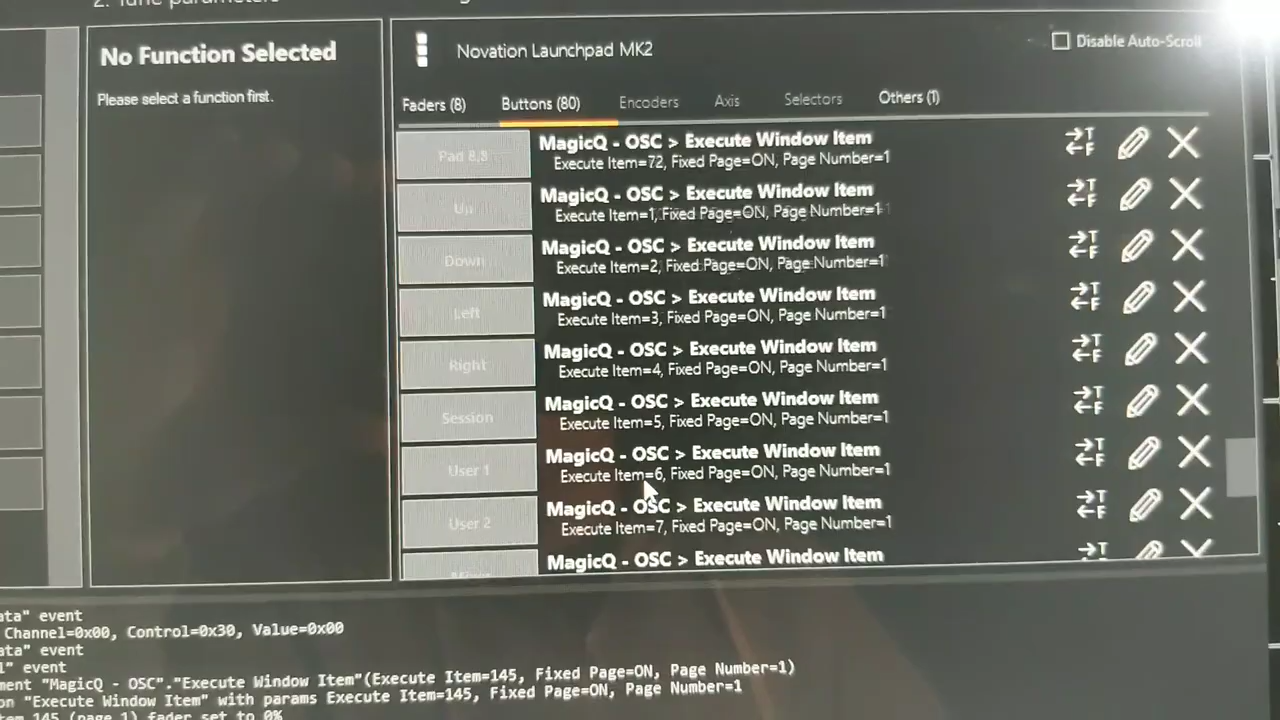 No Function Selected
Please select a function first.
Novation Launchpad MK2
Disable Auto-Scroll
Faders (8)
Buttons (80)
Encoders
Axis
Selectors
Others (1)
Pad 8,8
MagicQ - OSC > Execute Window Item
Execute Item=72, Fixed Page=ON, Page Number=1
Up
MagicQ - OSC > Execute Window Item
Execute Item=1, Fixed Page=ON, Page Number=1
Down
MagicQ - OSC > Execute Window Item
Execute Item=2, Fixed Page=ON, Page Number=1
Left
MagicQ - OSC > Execute Window Item
Execute Item=3, Fixed Page=ON, Page Number=1
Right
MagicQ - OSC > Execute Window Item
Execute Item=4, Fixed Page=ON, Page Number=1
Session
MagicQ - OSC > Execute Window Item
Execute Item=5, Fixed Page=ON, Page Number=1
User 1
MagicQ - OSC > Execute Window Item
Execute Item=6, Fixed Page=ON, Page Number=1
User 2
MagicQ - OSC > Execute Window Item
Execute Item=7, Fixed Page=ON, Page Number=1
MagicQ - OSC > Execute Window Item
ata" event
Channel=0x00, Control=0x30, Value=0x00
ata" event
l" event
ment "MagicQ - OSC"."Execute Window Item"(Execute Item=145, Fixed Page=ON, Page Number=1)
on "Execute Window Item" with params Execute Item=145, Fixed Page=ON, Page Number=1
tem 145 (page 1) fader set to 0%